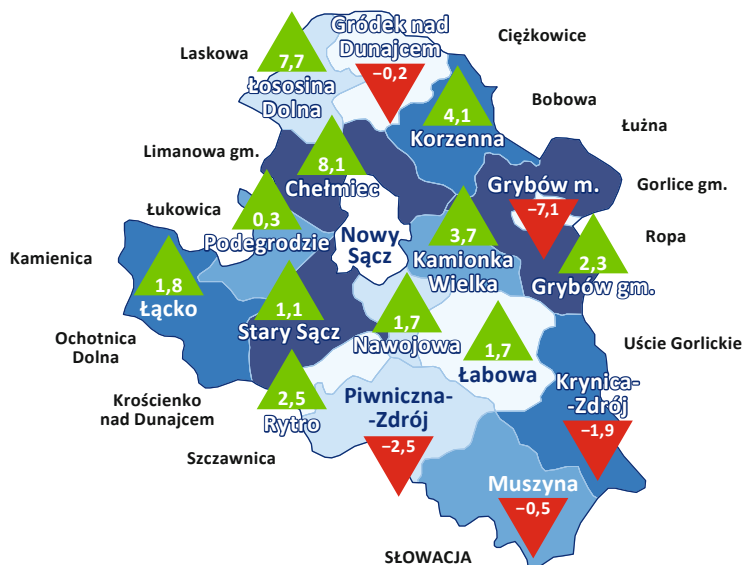 Gródek nad
Dunajcem
−0,2
Ciężkowice
Laskowa
7,7
Łososina
Dolna
4,1
Korzenna
Bobowa
Łużna
Limanowa gm.
8,1
Chełmiec
Grybów m.
−7,1
Gorlice gm.
Łukowica
0,3
Podegrodzie
Nowy
Sącz
3,7
Kamionka
Wielka
Ropa
2,3
Grybów gm.
Kamienica
1,8
Łącko
1,1
Stary Sącz
1,7
Nawojowa
1,7
Łabowa
Uście Gorlickie
Ochotnica
Dolna
Krynica-
-Zdrój
−1,9
Krościenko
nad Dunajcem
2,5
Rytro
Piwniczna-
-Zdrój
−2,5
Szczawnica
Muszyna
−0,5
SŁOWACJA